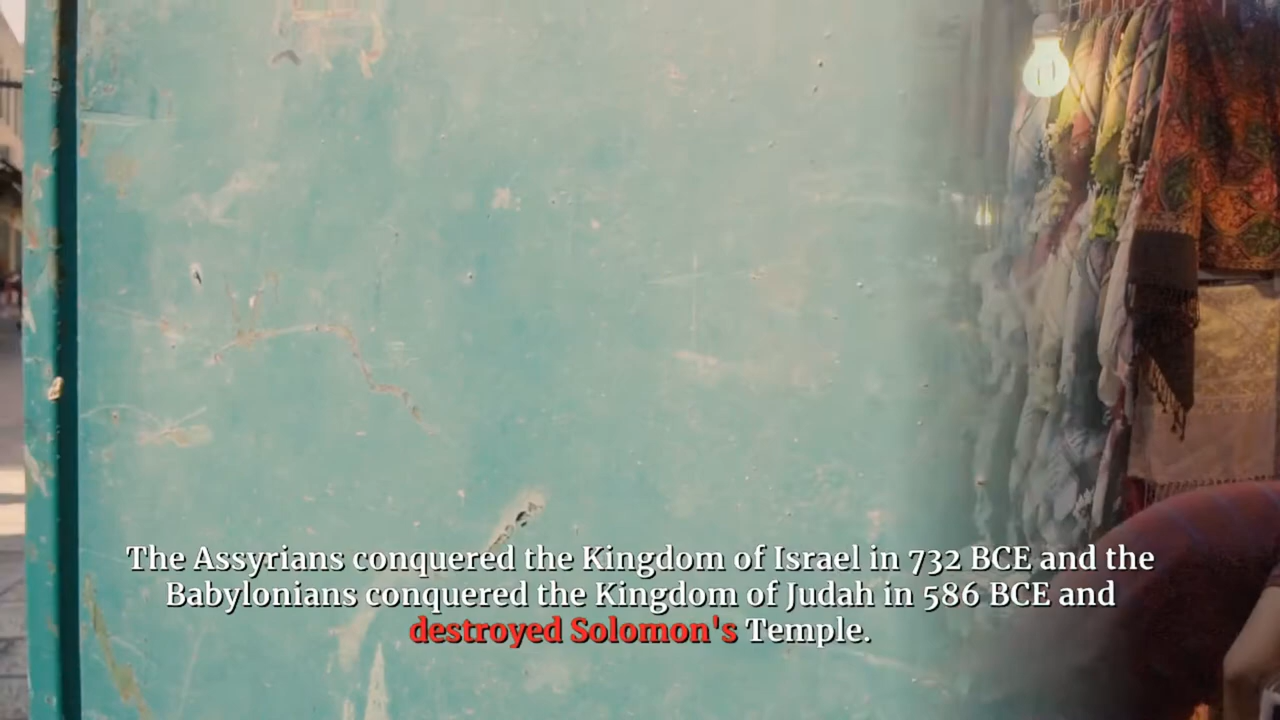 The Assyrians conquered the Kingdom of Israel in 732 BCE and the
Babylonians conquered the Kingdom of Judah in 586 BCE and
destroyed Solomon's Temple.